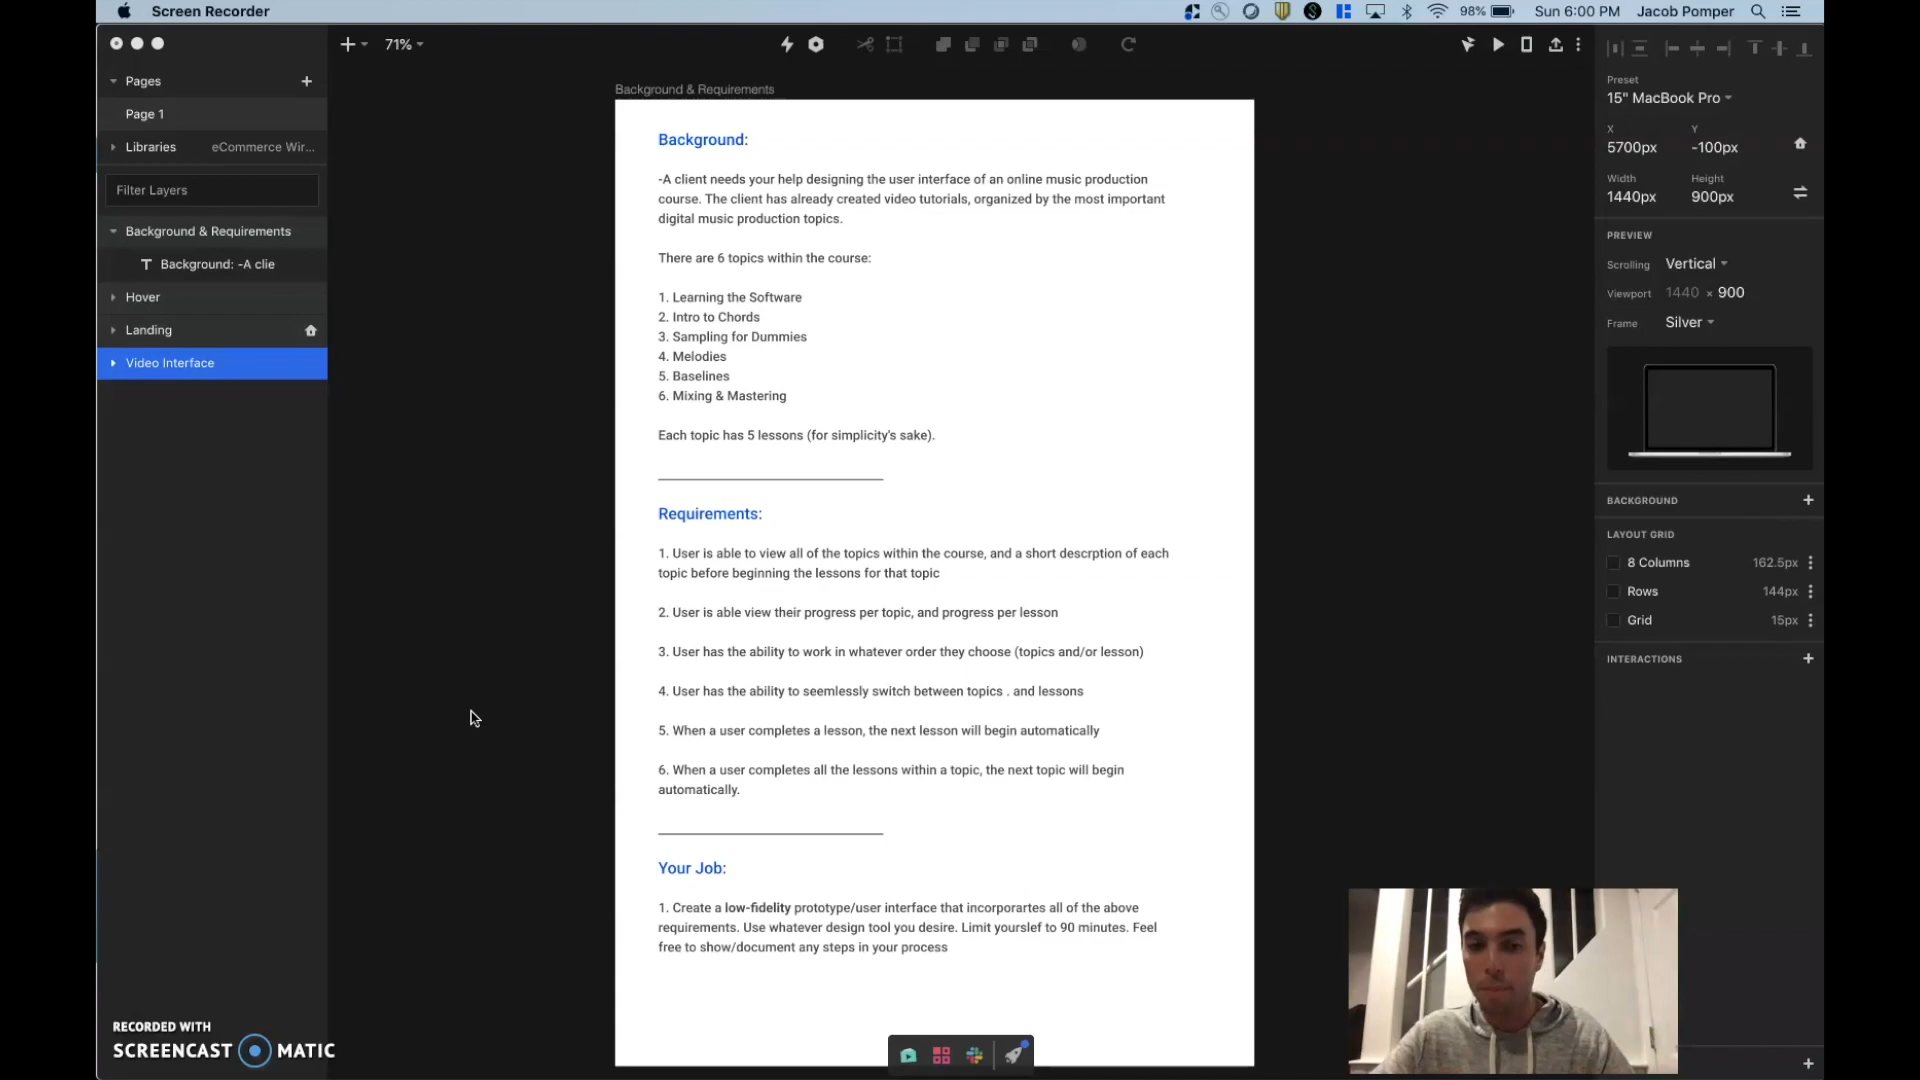 Screen Recorder
98%
Sun 6:00 PM
Jacob Pomper
71%
Pages
Page 1
Libraries
eCommerce Wir...
Filter Layers
Background & Requirements
Background: -A clie
Hover
Landing
Video Interface
Background & Requirements
Background:
-A client needs your help designing the user interface of an online music production
course. The client has already created video tutorials, organized by the most important
digital music production topics.
There are 6 topics within the course:
1. Learning the Software
2. Intro to Chords
3. Sampling for Dummies
4. Melodies
5. Baselines
6. Mixing & Mastering
Each topic has 5 lessons (for simplicity's sake).
Requirements:
1. User is able to view all of the topics within the course, and a short descrption of each
topic before beginning the lessons for that topic
2. User is able view their progress per topic, and progress per lesson
3. User has the ability to work in whatever order they choose (topics and/or lesson)
4. User has the ability to seemlessly switch between topics . and lessons
5. When a user completes a lesson, the next lesson will begin automatically
6. When a user completes all the lessons within a topic, the next topic will begin
automatically.
Your Job:
1. Create a low-fidelity prototype/user interface that incorporartes all of the above
requirements. Use whatever design tool you desire. Limit yourslef to 90 minutes. Feel
free to show/document any steps in your process
Preset
15" MacBook Pro
X
Y
5700px
-100px
Width
Height
1440px
900px
PREVIEW
Scrolling
Vertical
Viewport
1440 × 900
Frame
Silver
BACKGROUND
LAYOUT GRID
8 Columns
162.5px
Rows
144px
Grid
15px
INTERACTIONS
RECORDED WITH
SCREENCAST MATIC